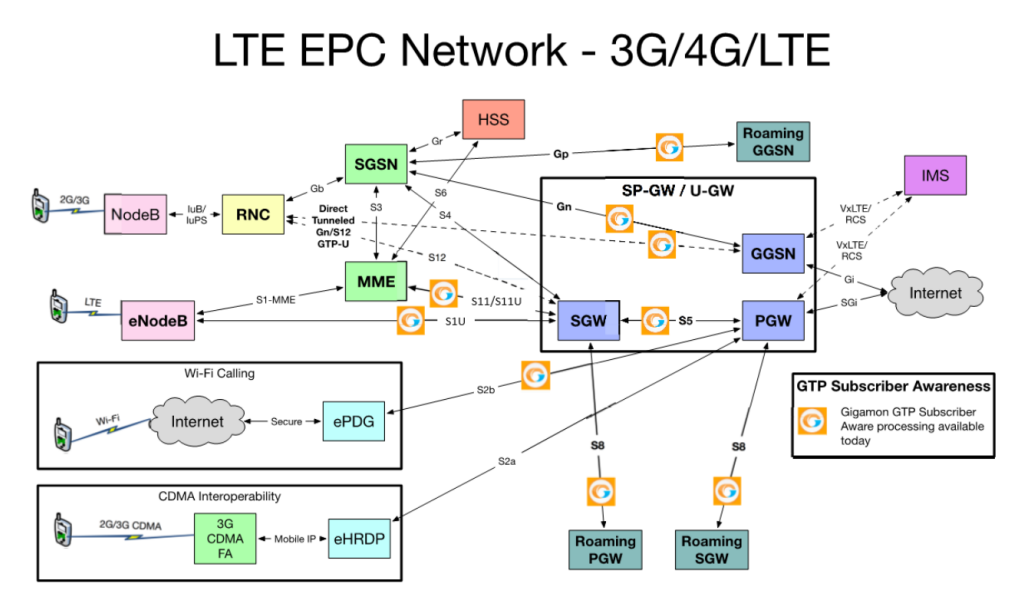 LTE EPC Network - 3G/4G/LTE
HSS
Gr
Roaming
GGSN
Gp
SGSN
SP-GW / U-GW
IMS
2G/3G
NodeB
IuB/
IuPS
RNC
Gb
S3
S6
S4
Gn
Direct
Tunneled
Gn/S12
GTP-U
VxLTE/
RCS
GGSN
VxLTE/
RCS
S12
MME
Gi
Internet
LTE
eNodeB
S1-MME
S11/S11U
SGi
S1U
SGW
S5
PGW
Wi-Fi Calling
Wi-Fi
Internet
Secure
ePDG
S2b
GTP Subscriber Awareness
Gigamon GTP Subscriber
Aware processing available
today
S8
S8
S2a
CDMA Interoperability
2G/3G CDMA
3G
CDMA
FA
Mobile IP
eHRDP
Roaming
PGW
Roaming
SGW